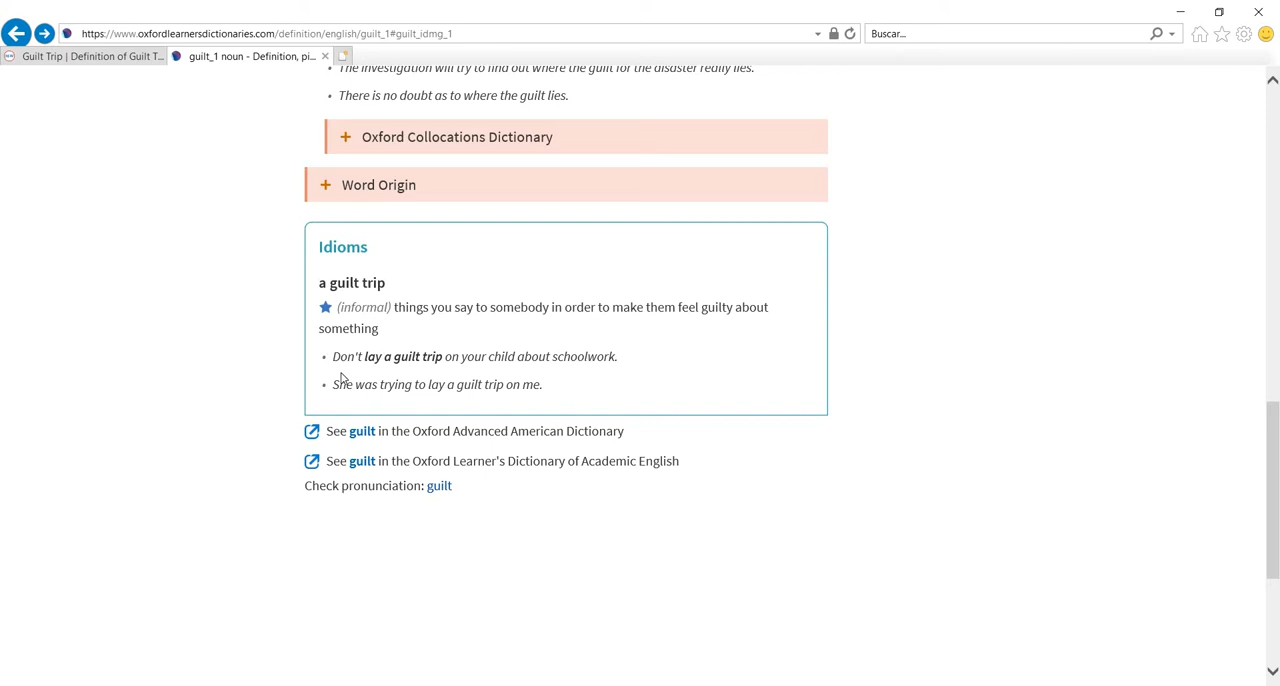 https://www.oxfordlearnersdictionaries.com/definition/english/guilt_1#guilt_idmg_1
Buscar...
Guilt Trip | Definition of Guilt T...
guilt_1 noun - Definition, pi...
The investigation will try to find out where the guilt for the disaster really lies.
• There is no doubt as to where the guilt lies.
+ Oxford Collocations Dictionary
+ Word Origin
Idioms
a guilt trip
(informal) things you say to somebody in order to make them feel guilty about
something
• Don't lay a guilt trip on your child about schoolwork.
• She was trying to lay a guilt trip on me.
See guilt in the Oxford Advanced American Dictionary
See guilt in the Oxford Learner's Dictionary of Academic English
Check pronunciation: guilt